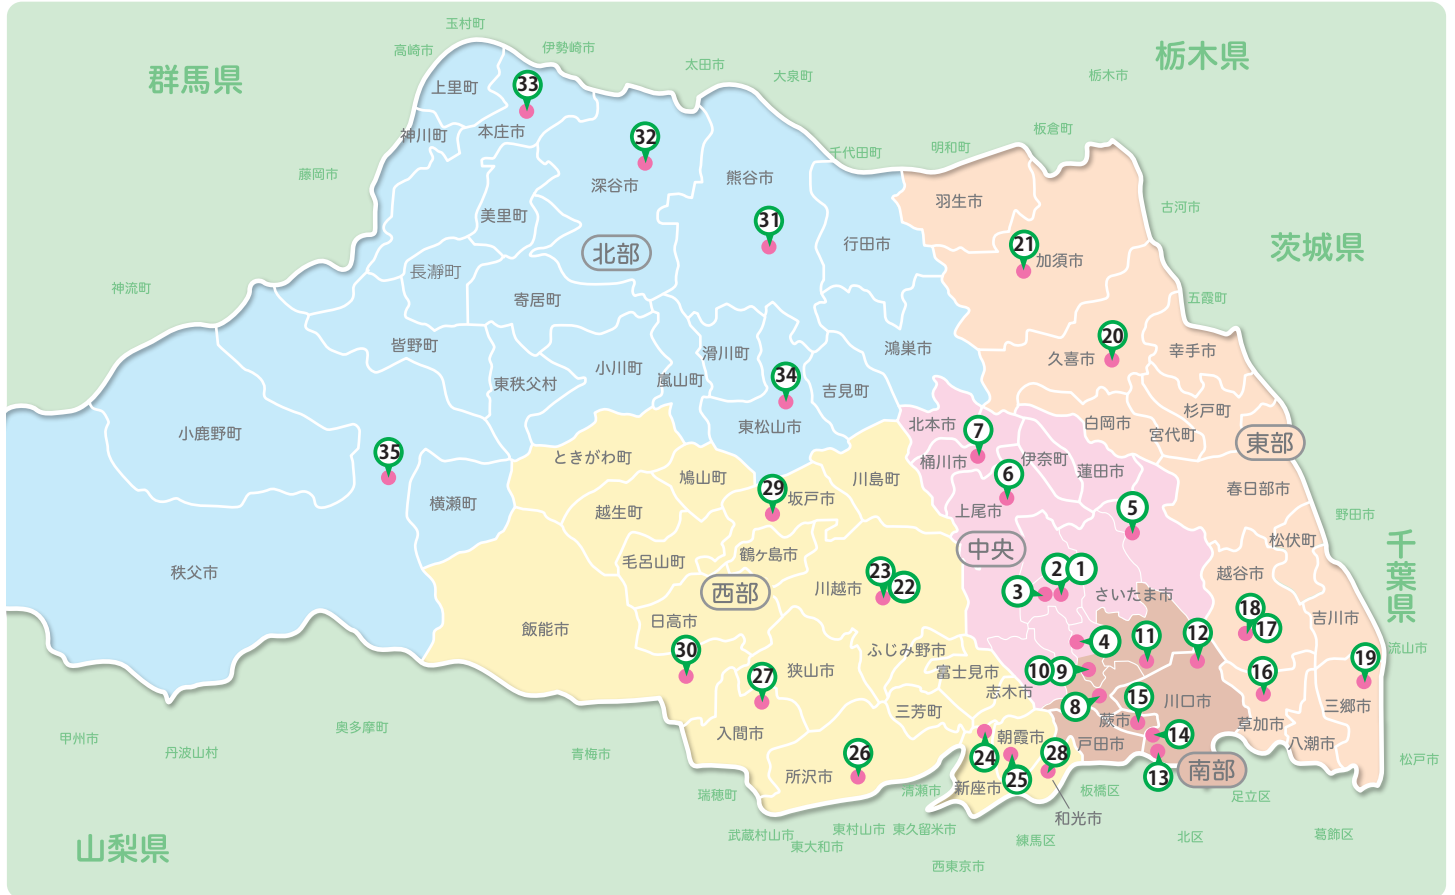 玉村町
高崎市
伊勢崎市
群馬県
太田市
大泉町
栃木県
栃木市
上里町
33
神川町
本庄市
32
藤岡市
深谷市
熊谷市
千代田町
明和町
板倉町
羽生市
古河市
美里町
31
行田市
21
加須市
茨城県
北部
長瀞町
神流町
寄居町
五霞町
皆野町
滑川町
鴻巣市
20
久喜市
幸手市
東秩父村
小川町
嵐山町
34
吉見町
杉戸町
小鹿野町
東松山市
北本市
7
白岡市
宮代町
東部
35
ときがわ町
桶川市
伊奈町
蓮田市
横瀬町
鳩山町
29
坂戸市
川島町
6
上尾市
5
春日部市
野田市
越生町
千葉県
中央
松伏町
秩父市
毛呂山町
鶴ヶ島市
西部
川越市
23
22
2
1
3
さいたま市
越谷市
飯能市
日高市
18
17
吉川市
30
ふじみ野市
4
11
12
流山市
27
狭山市
富士見市
志木市
10
9
16
19
三芳町
8
15
川口市
三郷市
奥多摩町
入間市
蕨市
草加市
甲州市
丹波山村
青梅市
26
24
朝霞市
28
戸田市
14
八潮市
松戸市
所沢市
25
13
南部
瑞穂町
清瀬市
新座市
板橋区
足立区
和光市
山梨県
武蔵村山市
東村山市
東久留米市
東大和市
練馬区
北区
葛飾区
西東京市